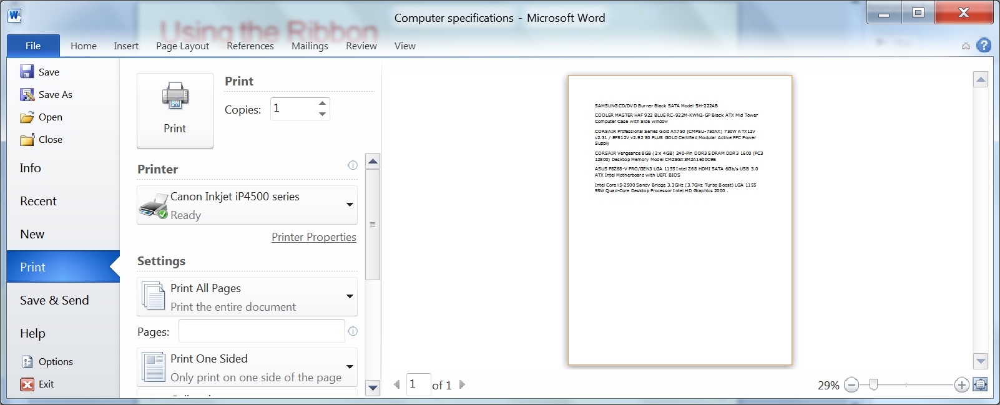 Using the Ribbon
Computer specifications - Microsoft Word
File Home Insert Page Layout References Mailings Review View
Save
Save As
Open
Close
Info
Recent
New
Print
Save & Send
Help
Options
Exit
Print
Print
Copies: 1
Printer
Canon Inkjet iP4500 series
Ready
Printer Properties
Settings
Print All Pages
Print the entire document
Pages:
Print One Sided
Only print on one side of the page
SAMSUNG CD/DVD Burner Black SATA Model SH-222AB
COOLER MASTER HAF 922 BLUE RC-922M-KWN2-GP Black ATX Mid Tower
Computer Case with Side window
CORSAIR Professional Series Gold AX750 (CMPSU-750AX) 750W ATX12V
v2.31 / EPS12V v2.92 80 PLUS GOLD Certified Modular Active PFC Power
Supply
CORSAIR Vengeance 8GB (2 x 4GB) 240-Pin DDR3 SDRAM DDR3 1600 (PC3
12800) Desktop Memory Model CMZ8GX3M2A1600C9B
ASUS P8Z68-V PRO/GEN3 LGA 1155 Intel Z68 HDMI SATA 6Gb/s USB 3.0
ATX Intel Motherboard with UEFI BIOS
Intel Core i5-2500 Sandy Bridge 3.3GHz (3.7GHz Turbo Boost) LGA 1155
95W Quad-Core Desktop Processor Intel HD Graphics 2000 .
1 of 1
29%